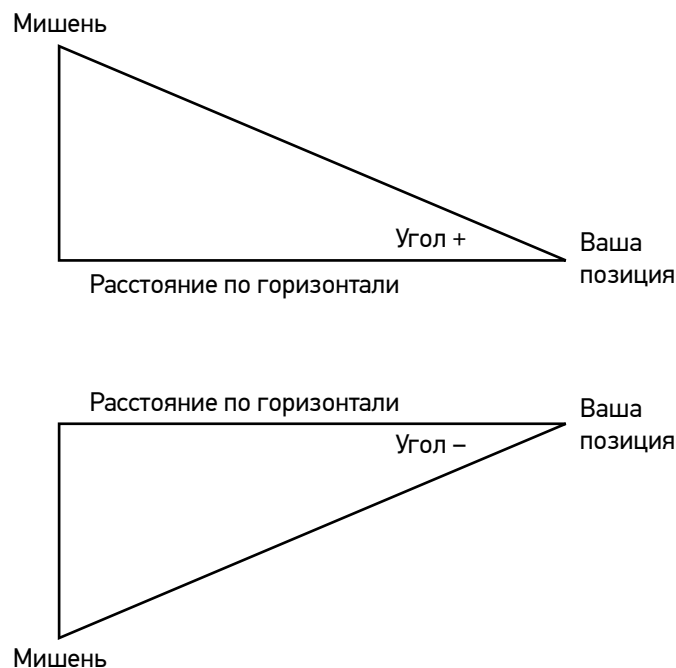 Мишень
Угол +
Ваша
позиция
Расстояние по горизонтали
Расстояние по горизонтали
Ваша
позиция
Угол –
Мишень